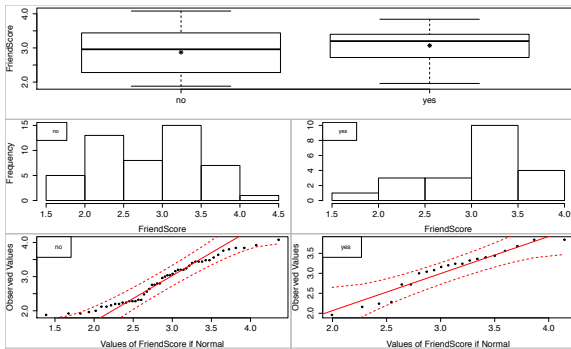 FriendScore
2.0 3.0 4.0
no yes
no
Frequency
0 5 10 15
1.5 2.0 2.5 3.0 3.5 4.0 4.5
FriendScore
yes
0 2 4 6 8 10
1.5 2.0 2.5 3.0 3.5 4.0
FriendScore
no
Observed Values
2.0 2.5 3.0 3.5 4.0
1.5 2.0 2.5 3.0 3.5 4.0
Values of FriendScore if Normal
yes
Observed Values
2.0 2.5 3.0 3.5
2.0 2.5 3.0 3.5 4.0
Values of FriendScore if Normal